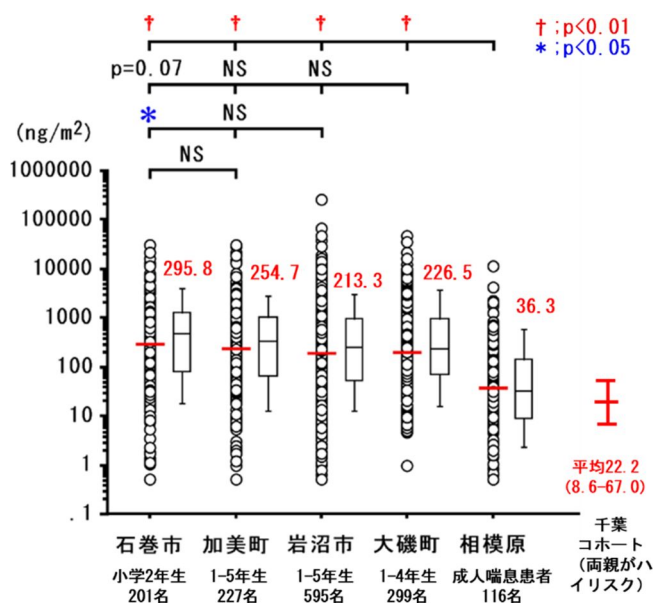 † † † †
† ;p<0.01
* ;p<0.05
p=0.07 NS NS
* NS
NS
(ng/m2)
1000000
100000
10000
1000
100
10
1
.1
295.8
254.7
213.3
226.5
36.3
平均22.2
(8.6-67.0)
石巻市
小学2年生
201名
加美町
1-5年生
227名
岩沼市
1-5年生
595名
大磯町
1-4年生
299名
相模原
成人喘息患者
116名
千葉
コホート
(両親がハ
イリスク)